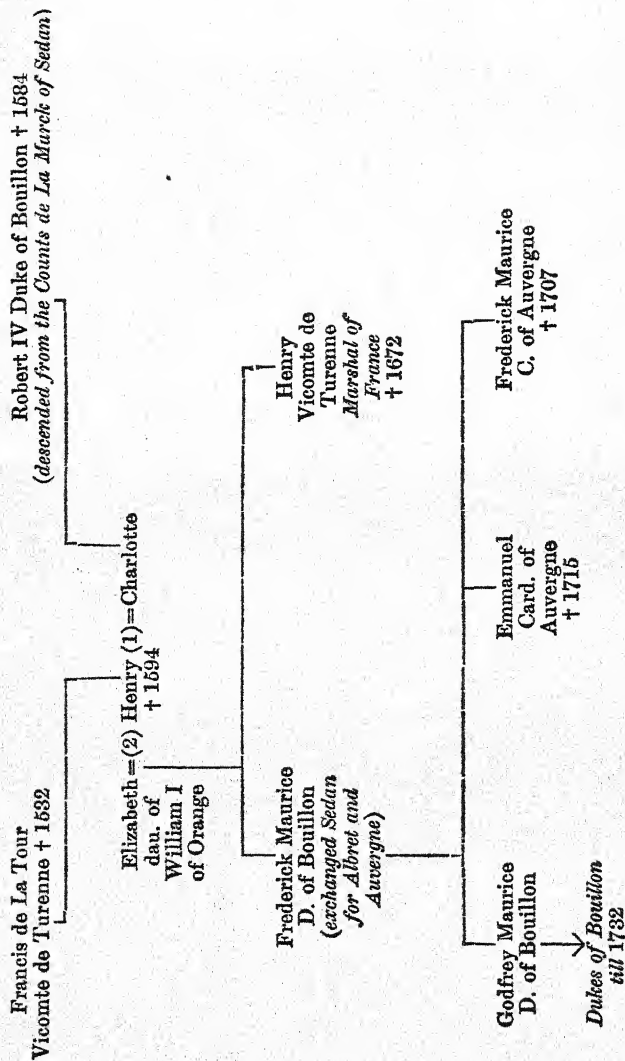 Francis de La Tour
Vicomte de Turenne † 1532
Robert IV Duke of Bouillon † 1584
(descended from the Counts de La Marck of Sedan)
Elizabeth=(2) Henry (1)=Charlotte
dau. of
William I
of Orange
† 1594
Frederick Maurice
D. of Bouillon
(exchanged Sedan
for Albret and
Auvergne)
Henry
Vicomte de
Turenne
Marshal of
France
† 1672
Godfrey Maurice
D. of Bouillon
Dukes of Bouillon
till 1732
Emmanuel
Card. of
Auvergne
† 1715
Frederick Maurice
C. of Auvergne
† 1707